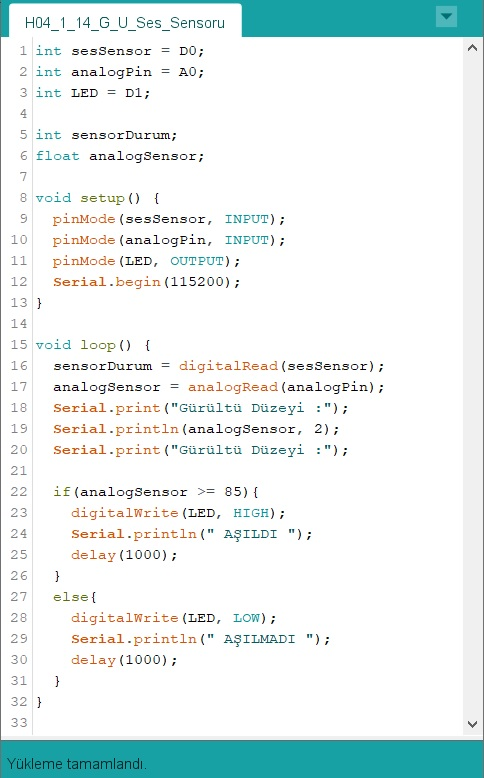 H04_1_14_G_U_Ses_Sensoru
1 int sesSensor = D0;
2 int analogPin = A0;
3 int LED = D1;
4
5 int sensorDurum;
6 float analogSensor;
7
8 void setup() {
9   pinMode(sesSensor, INPUT);
10   pinMode(analogPin, INPUT);
11   pinMode(LED, OUTPUT);
12   Serial.begin(115200);
13 }
14
15 void loop() {
16   sensorDurum = digitalRead(sesSensor);
17   analogSensor = analogRead(analogPin);
18   Serial.print("Gürültü Düzeyi :");
19   Serial.println(analogSensor, 2);
20   Serial.print("Gürültü Düzeyi :");
21
22   if(analogSensor >= 85){
23     digitalWrite(LED, HIGH);
24     Serial.println(" AŞILDI ");
25     delay(1000);
26   }
27   else{
28     digitalWrite(LED, LOW);
29     Serial.println(" AŞILMADI ");
30     delay(1000);
31   }
32 }
33
Yükleme tamamlandı.